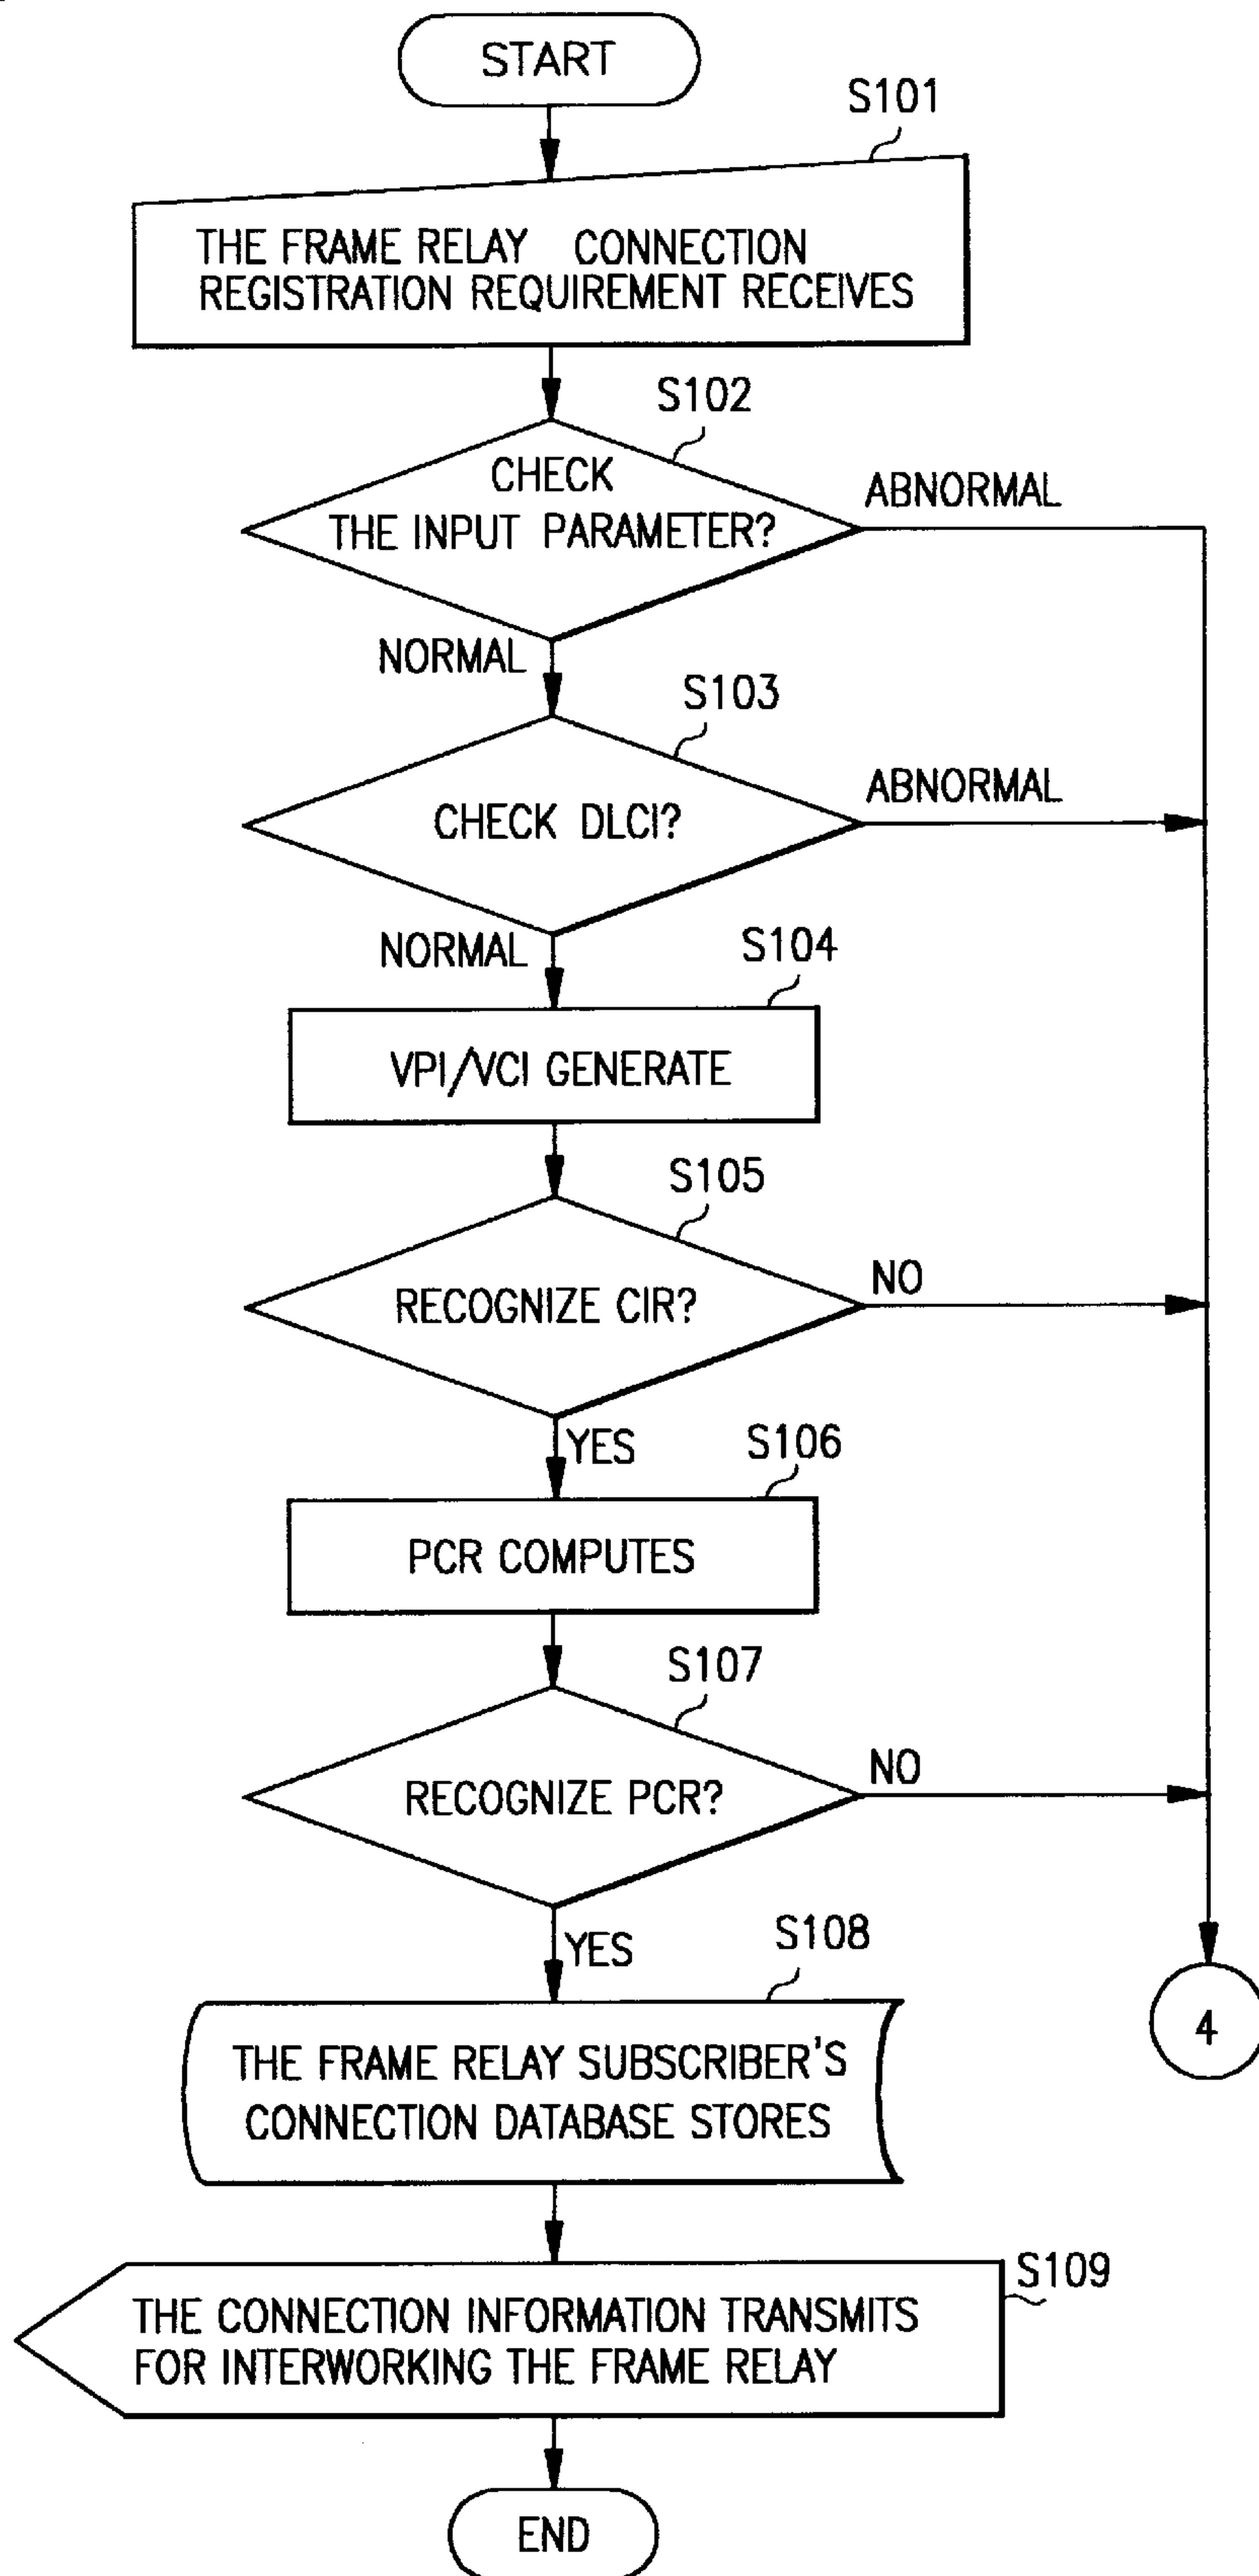 START
S101
THE FRAME RELAY CONNECTION
REGISTRATION REQUIREMENT RECEIVES
S102
CHECK
THE INPUT PARAMETER?
ABNORMAL
NORMAL
S103
CHECK DLCI?
ABNORMAL
NORMAL
S104
VPI/VCI GENERATE
S105
RECOGNIZE CIR?
NO
YES
S106
PCR COMPUTES
S107
RECOGNIZE PCR?
NO
YES
S108
THE FRAME RELAY SUBSCRIBER'S
CONNECTION DATABASE STORES
4
S109
THE CONNECTION INFORMATION TRANSMITS
FOR INTERWORKING THE FRAME RELAY
END